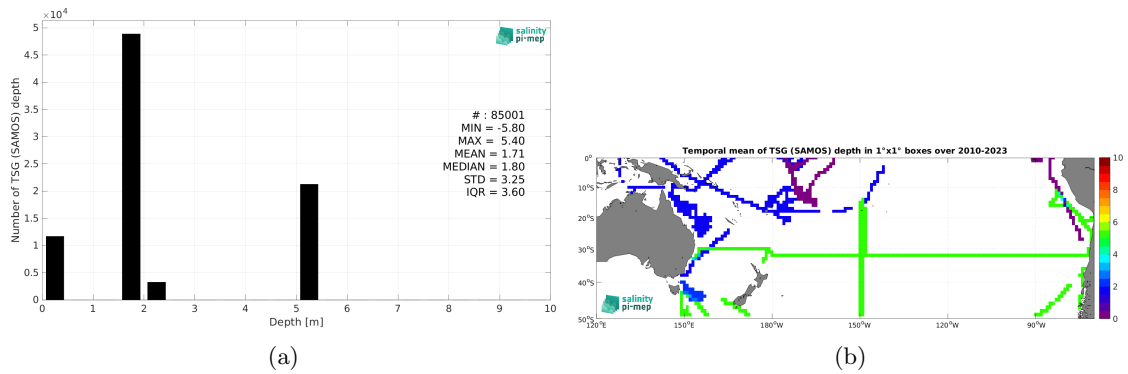 ×10⁴
5
4.5
4
3.5
3
2.5
2
1.5
1
0.5
0
Number of TSG (SAMOS) depth
salinity
pi-mep
# : 85001
MIN = -5.80
MAX = 5.40
MEAN = 1.71
MEDIAN = 1.80
STD = 3.25
IQR = 3.60
0 1 2 3 4 5 6 7 8 9 10
Depth [m]
(a)
Temporal mean of TSG (SAMOS) depth in 1°x1° boxes over 2010-2023
0°
10°S
20°S
30°S
40°S
50°S
salinity
pi-mep
120°E 150°E 180°W 150°W 120°W 90°W
10
8
6
4
2
0
(b)